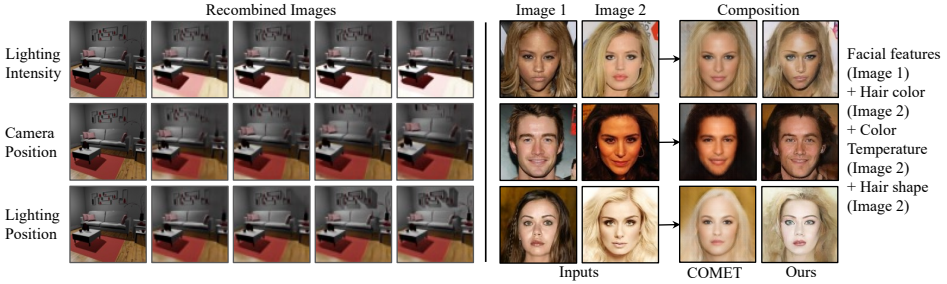 Recombined Images
Image 1 Image 2 Composition
Lighting
Intensity
Camera
Position
Lighting
Position
Facial features
(Image 1)
+ Hair color
(Image 2)
+ Color
Temperature
(Image 2)
+ Hair shape
(Image 2)
Inputs COMET Ours